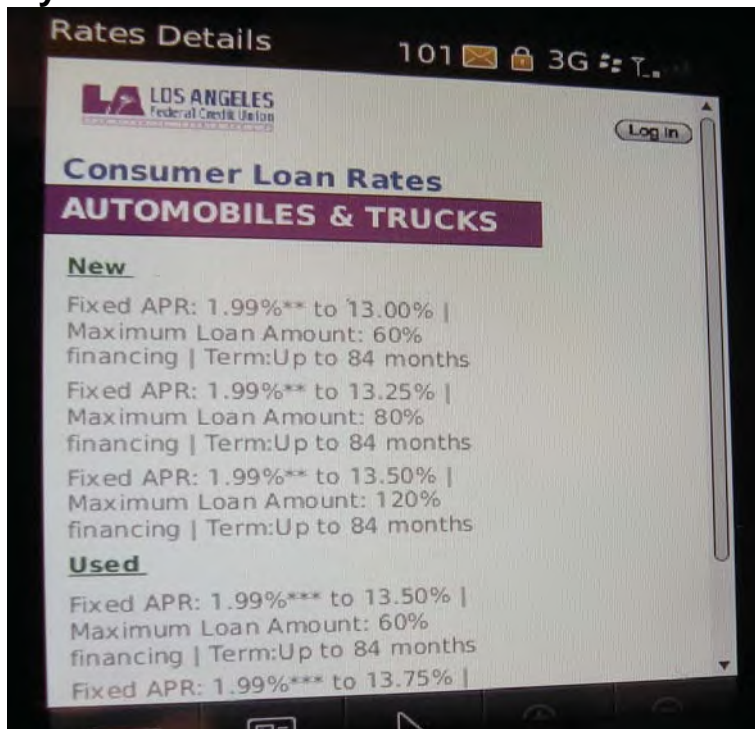 Rates Details
101 3G
LA LOS ANGELES
Federal Credit Union
Log in
Consumer Loan Rates
AUTOMOBILES & TRUCKS
New
Fixed APR: 1.99%** to 13.00% |
Maximum Loan Amount: 60%
financing | Term:Up to 84 months
Fixed APR: 1.99%** to 13.25% |
Maximum Loan Amount: 80%
financing | Term:Up to 84 months
Fixed APR: 1.99%** to 13.50% |
Maximum Loan Amount: 120%
financing | Term:Up to 84 months
Used
Fixed APR: 1.99%*** to 13.50% |
Maximum Loan Amount: 60%
financing | Term:Up to 84 months
Fixed APR: 1.99%*** to 13.75% |